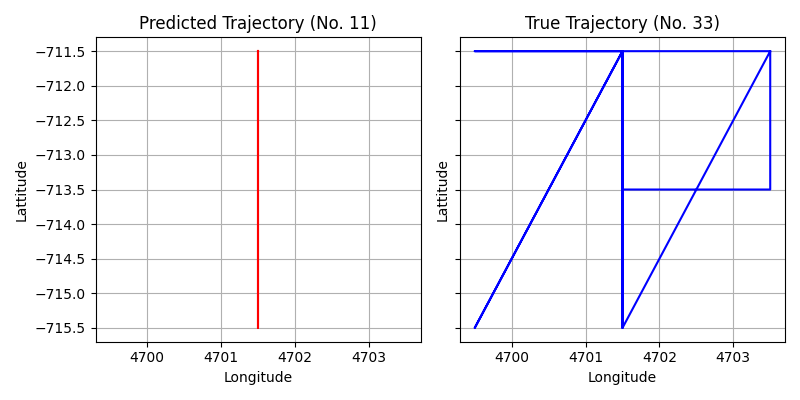 Predicted Trajectory (No. 11)
−711.5
−712.0
−712.5
−713.0
−713.5
−714.0
−714.5
−715.0
−715.5
Lattitude
4700
4701
4702
4703
Longitude
True Trajectory (No. 33)
Lattitude
4700
4701
4702
4703
Longitude